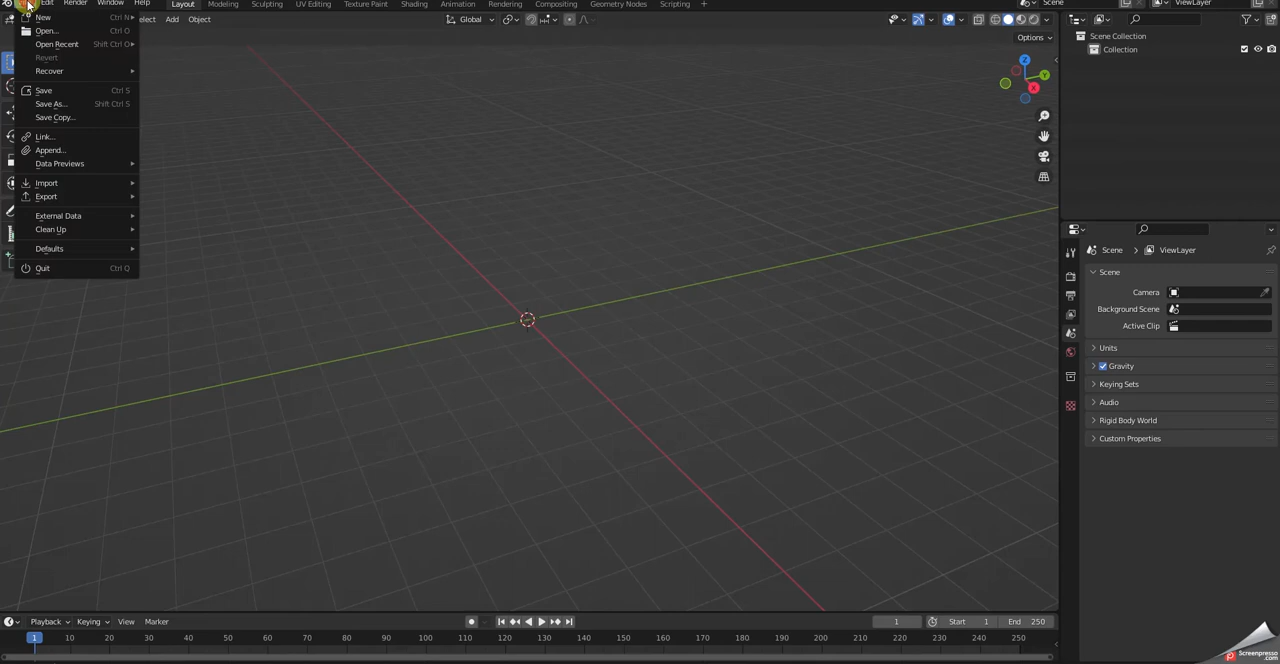 Edit Render Window Help Layout Modeling Sculpting UV Editing Texture Paint Shading Animation Rendering Compositing Geometry Nodes Scripting + Scene ViewLayer
lect Add Object Global
Options
New Ctrl N
Open... Ctrl O
Open Recent Shift Ctrl O
Revert
Recover
Save Ctrl S
Save As... Shift Ctrl S
Save Copy...
Link...
Append...
Data Previews
Import
Export
External Data
Clean Up
Defaults
Quit Ctrl Q
Z
Y
X
Scene Collection
Collection
Scene > ViewLayer
Scene
Camera
Background Scene
Active Clip
Units
Gravity
Keying Sets
Audio
Rigid Body World
Custom Properties
Playback Keying View Marker 1 Start 1 End 250
1 10 20 30 40 50 60 70 80 90 100 110 120 130 140 150 160 170 180 190 200 210 220 230 240 250
Screenpresso
.com